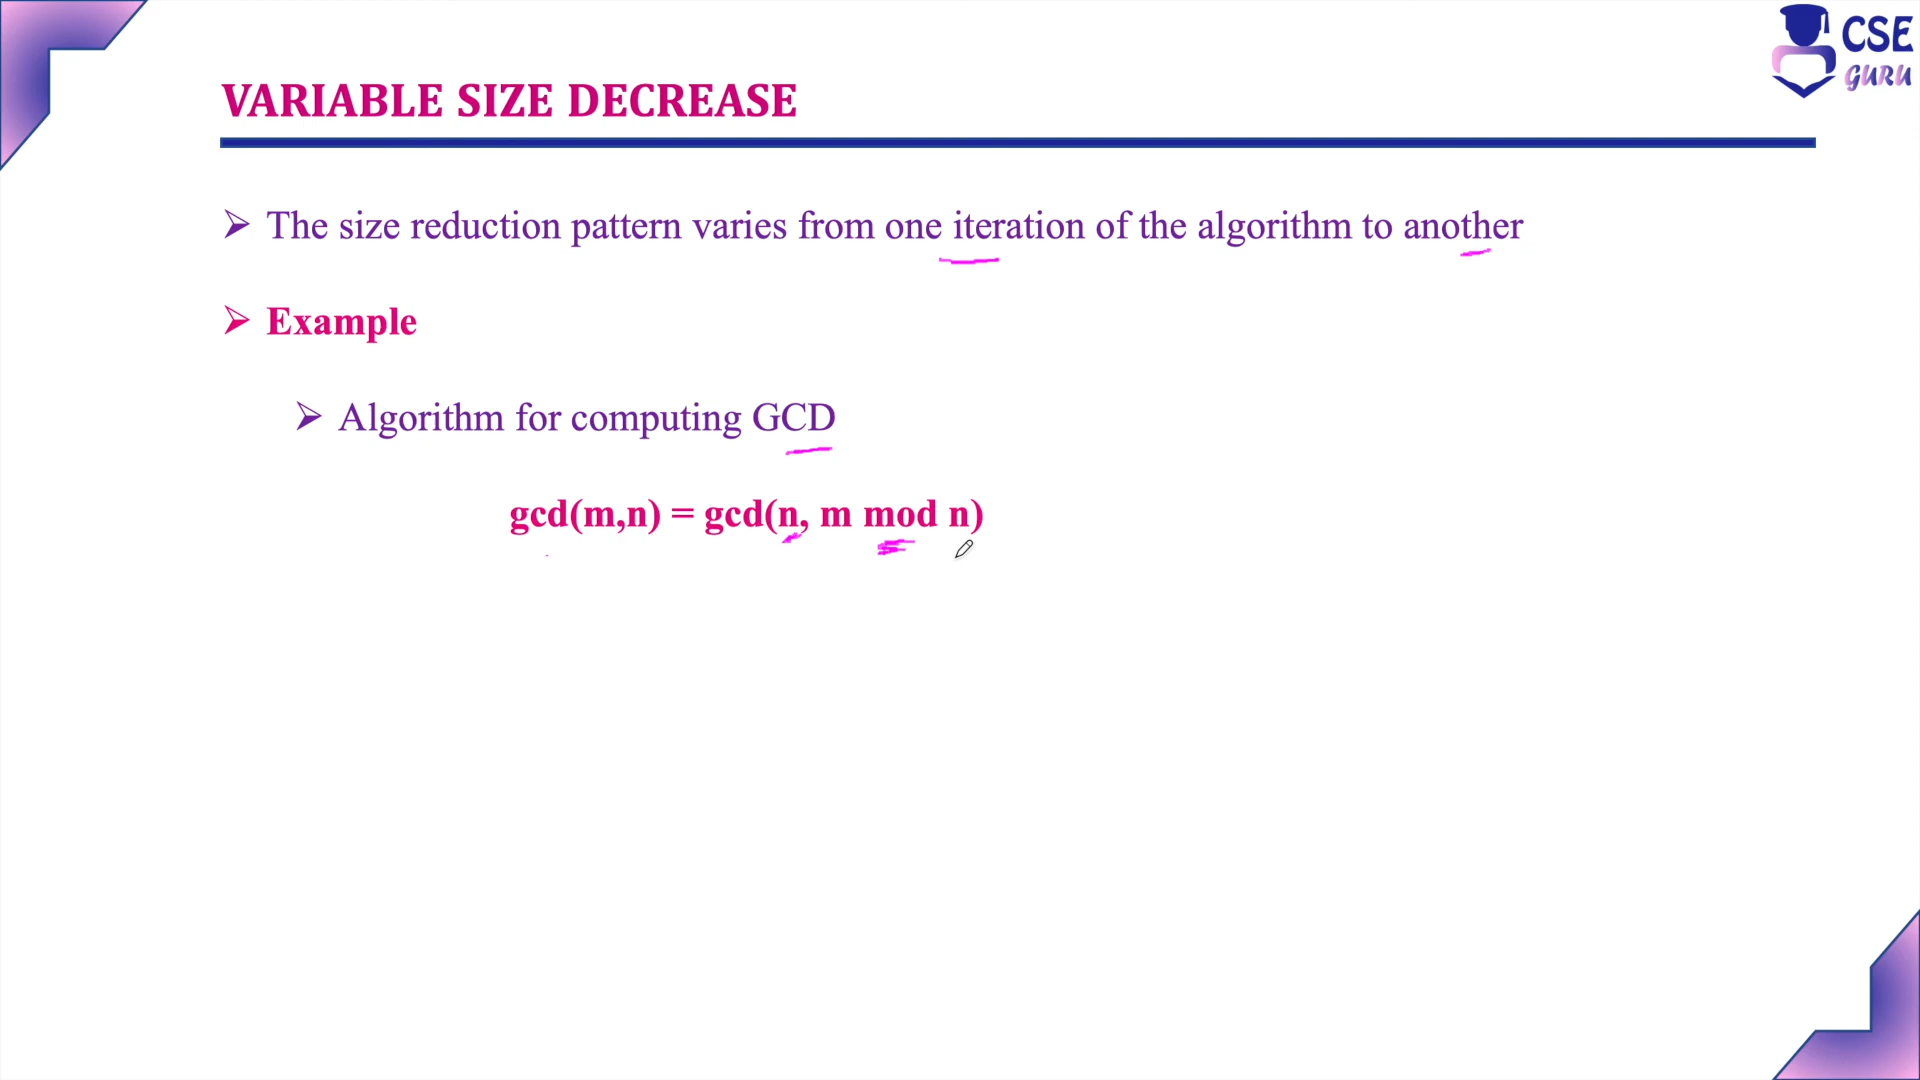 CSE
GURU
VARIABLE SIZE DECREASE
➢ The size reduction pattern varies from one iteration of the algorithm to another
➢ Example
➢ Algorithm for computing GCD
gcd(m,n) = gcd(n, m mod n)